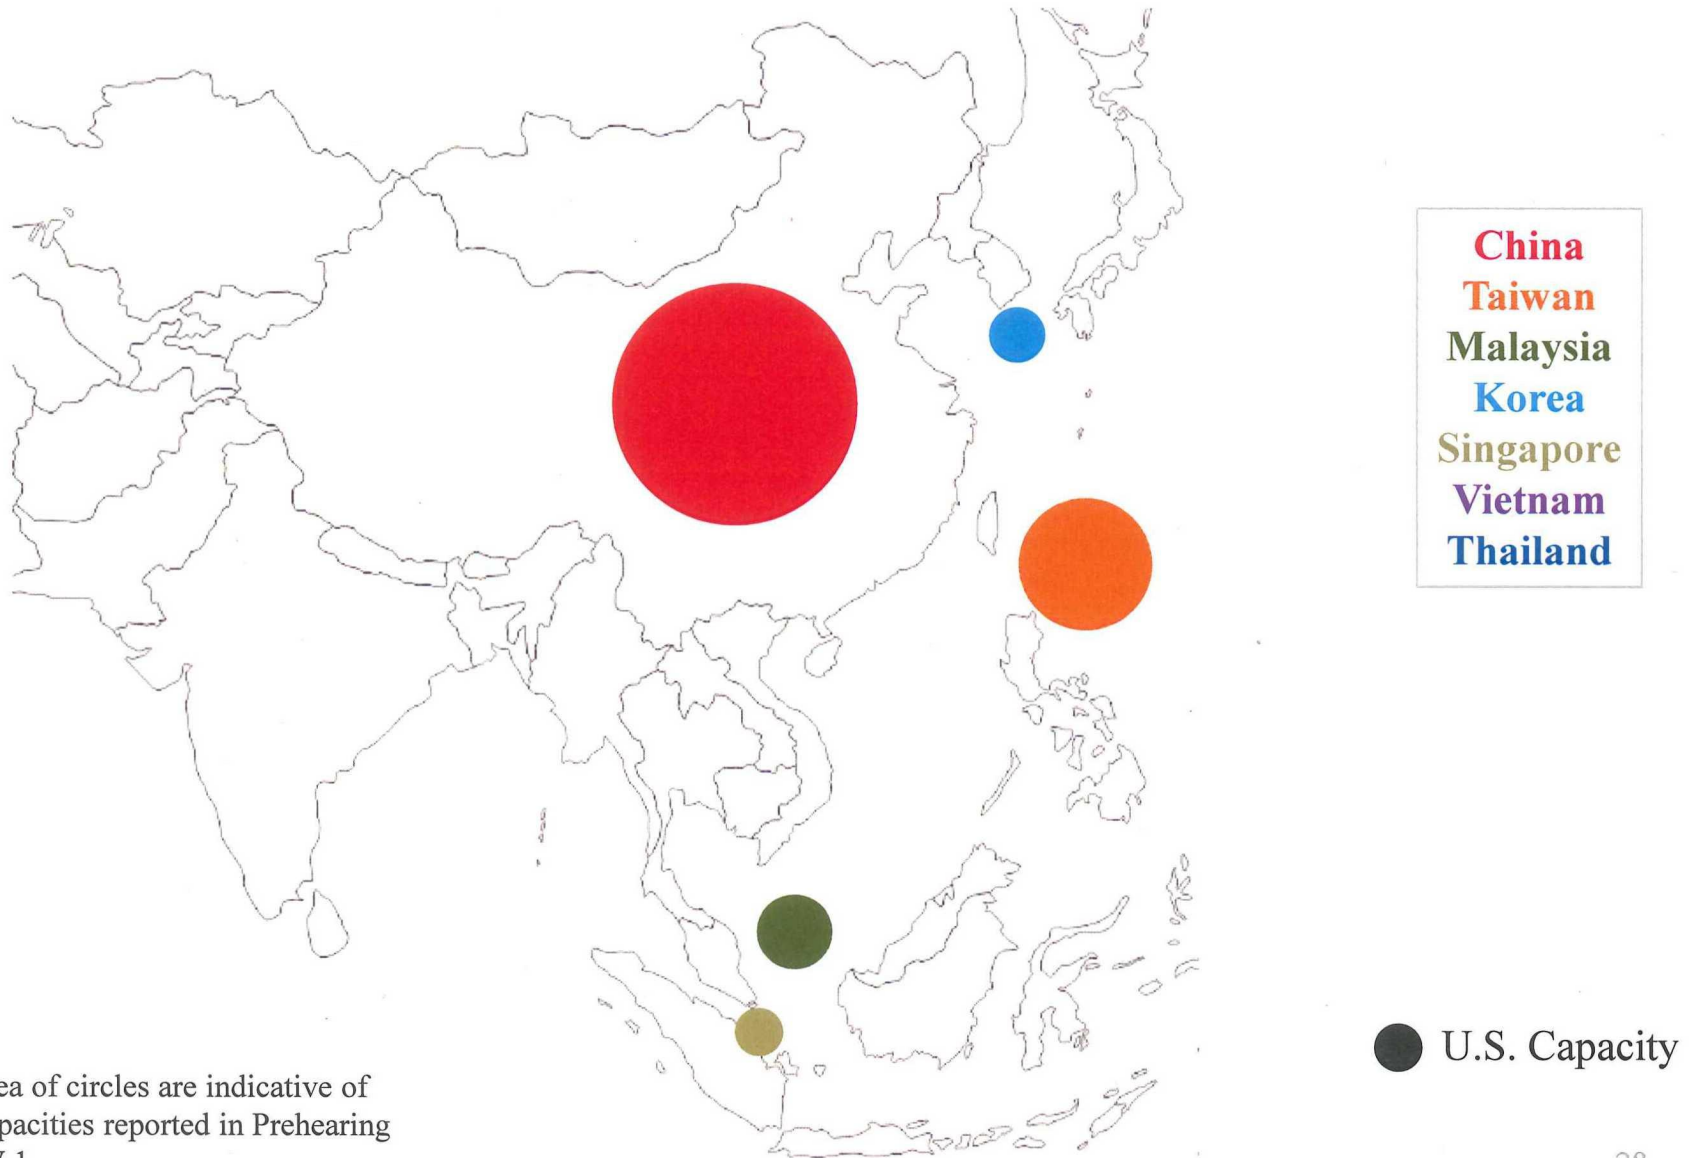 China
Taiwan
Malaysia
Korea
Singapore
Vietnam
Thailand
U.S. Capacity
ea of circles are indicative of
pacities reported in Prehearing